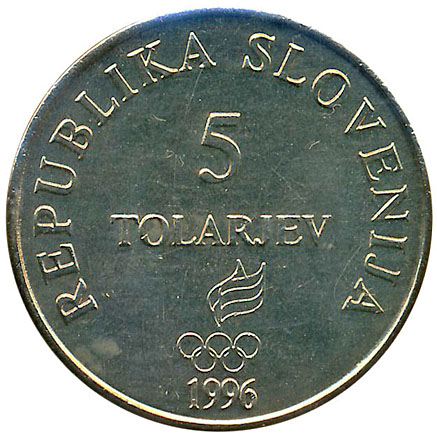 REPUBLIKA SLOVENIJA
5
TOLARJEV
1996